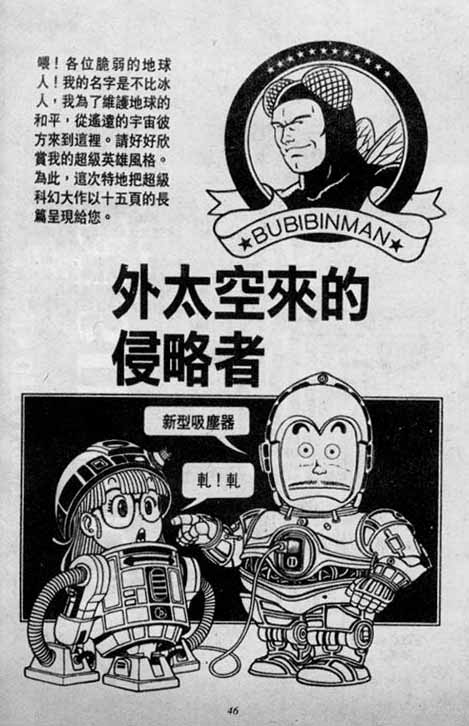 喂！各位脆弱的地球
人！我的名字是不比冰
人，我為了維護地球的
和平，從遙遠的宇宙彼
方來到這裡。請好好欣
賞我的超級英雄風格。
為此，這次特地把超級
科幻大作以十五頁的長
篇呈現給您。
★BUBIBINMAN★
外太空來的
侵略者
新型吸塵器
軋！軋
46